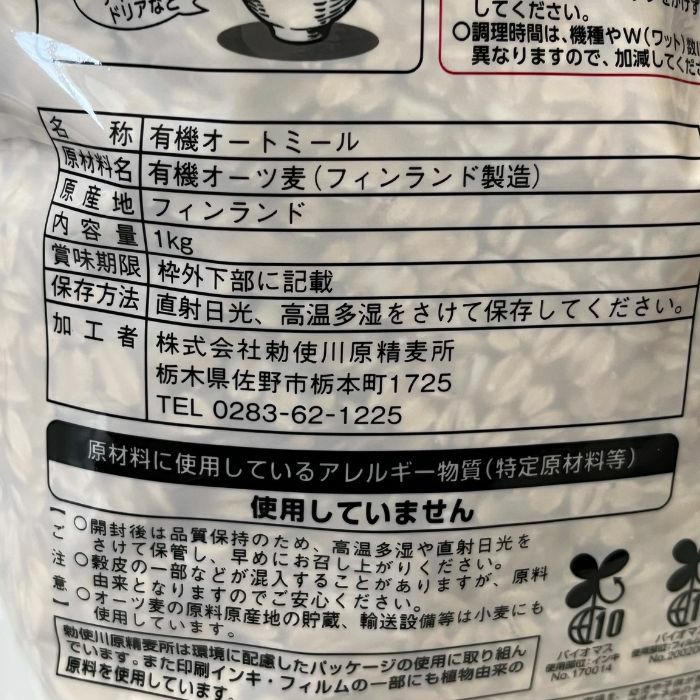 ドリアなど
してください。
○調理時間は、機種やW(ワット)数
異なりますので、加減してくださ
名称 有機オートミール
原材料名 有機オーツ麦(フィンランド製造)
原産地 フィンランド
内容量 1kg
賞味期限 枠外下部に記載
保存方法 直射日光、高温多湿をさけて保存してください。
加工者 株式会社勅使川原精麦所
栃木県佐野市栃本町1725
TEL 0283-62-1225
原材料に使用しているアレルギー物質(特定原材料等)
使用していません
【ご注意】
○開封後は品質保持のため、高温多湿や直射日光を
さけて保管し、早めにお召し上がりください。
○穀皮の一部などが混入することがありますが、原料
由来となりますのでご安心ください。
○オーツ麦の原料原産地の貯蔵、輸送設備等は小麦にも
使用しています。
勅使川原精麦所は環境に配慮したパッケージの使用に取り組ん
でいます。また印刷インキ・フィルムの一部にも植物由来の
原料を使用しています。
10
バイオマス
使用部位:インキ
No.170014